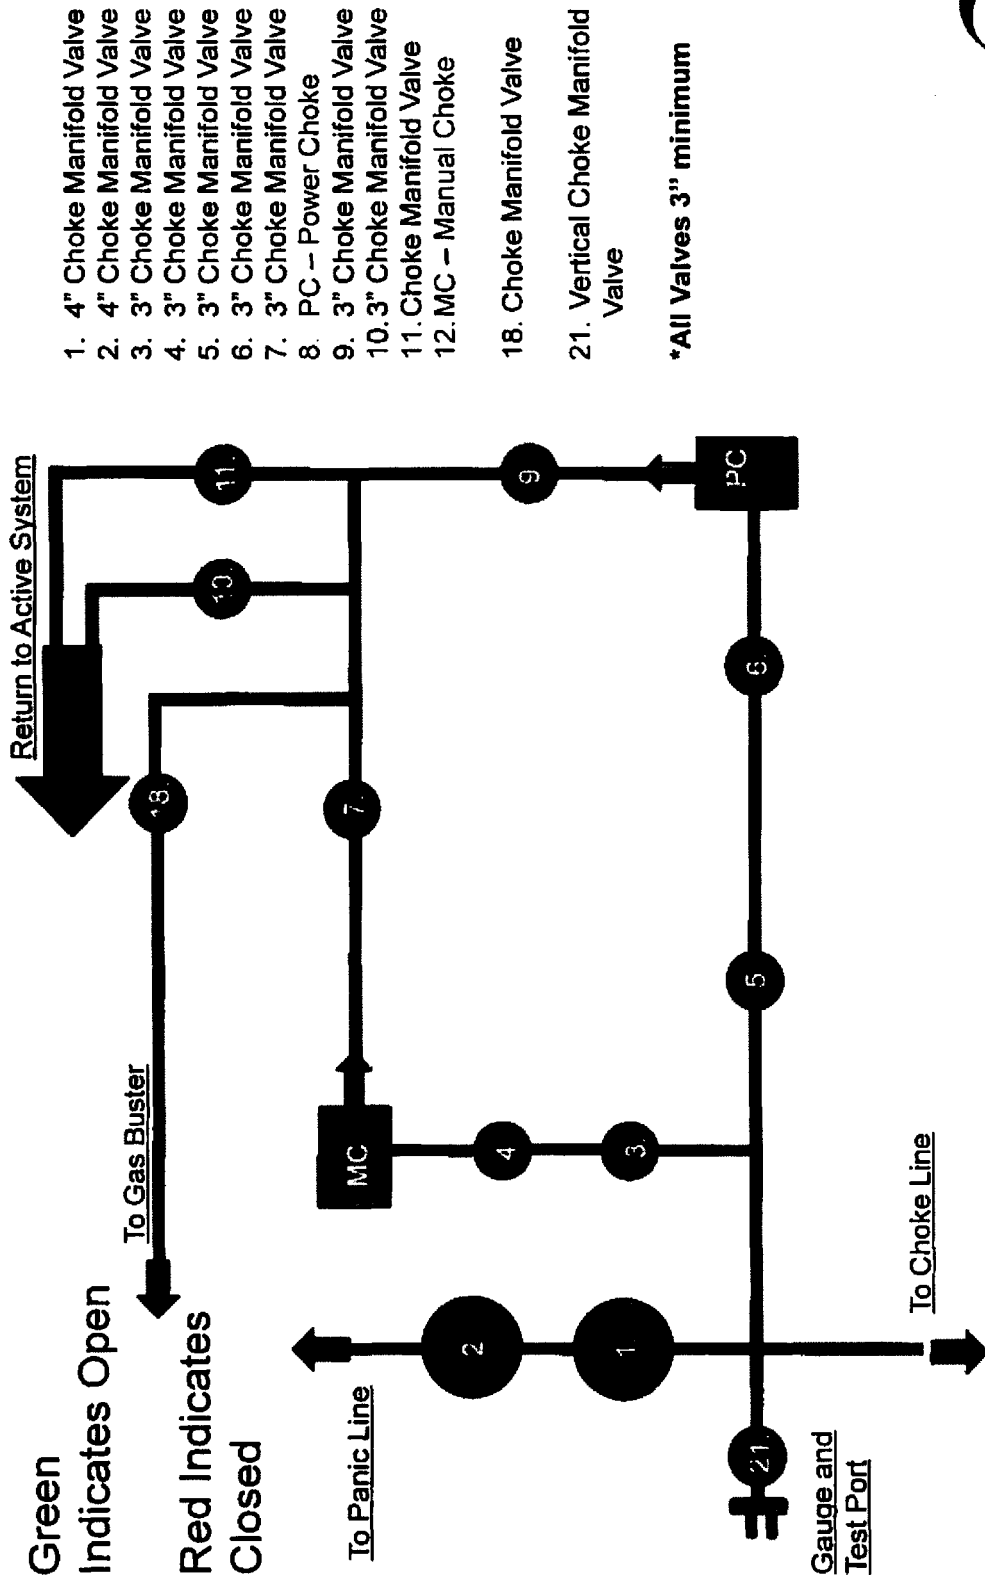 Green
Indicates Open
Red Indicates
Closed
To Panic Line
Gauge and
Test Port
To Gas Buster
To Choke Line
Return to Active System
21.
2
1.
MC
4
3.
5
18.
7.
6.
10.
11.
9
PC
1. 4" Choke Manifold Valve
2. 4" Choke Manifold Valve
3. 3" Choke Manifold Valve
4. 3" Choke Manifold Valve
5. 3" Choke Manifold Valve
6. 3" Choke Manifold Valve
7. 3" Choke Manifold Valve
8. PC – Power Choke
9. 3" Choke Manifold Valve
10. 3" Choke Manifold Valve
11. Choke Manifold Valve
12. MC – Manual Choke
18. Choke Manifold Valve
21. Vertical Choke Manifold
Valve
*All Valves 3" minimum